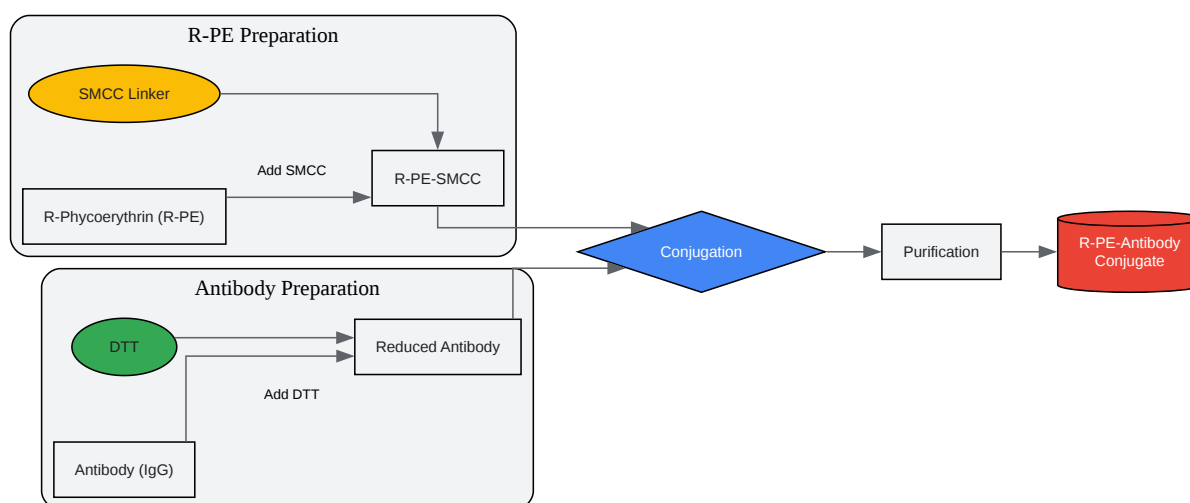 R-PE Preparation
SMCC Linker
Add SMCC
R-PE-SMCC
R-Phycoerythrin (R-PE)
Conjugation
Purification
R-PE-Antibody
Conjugate
Antibody Preparation
DTT
Reduced Antibody
Add DTT
Antibody (IgG)